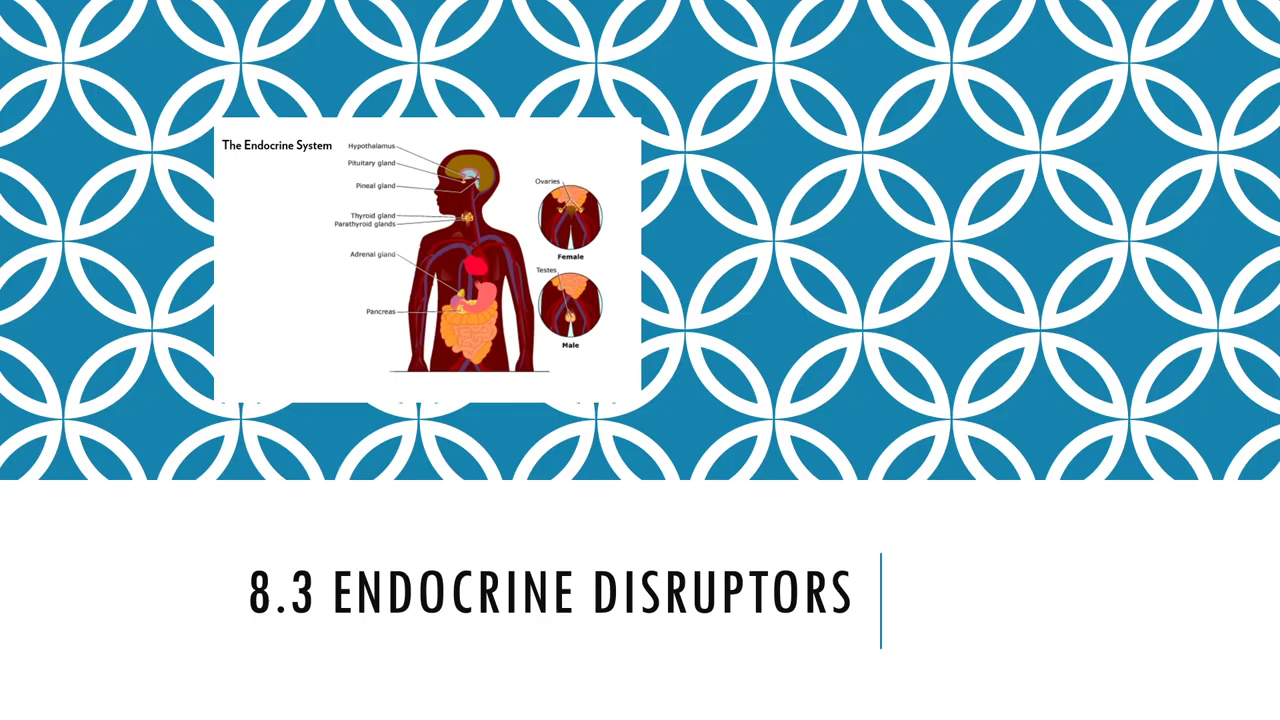 The Endocrine System
Hypothalamus
Pituitary gland
Pineal gland
Thyroid gland
Parathyroid glands
Adrenal gland
Pancreas
Ovaries
Female
Testes
Male
8.3 ENDOCRINE DISRUPTORS